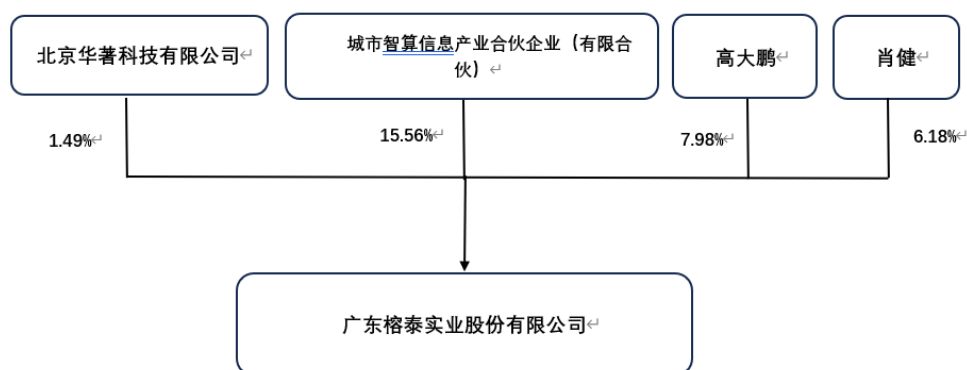 北京华著科技有限公司
城市智算信息产业合伙企业（有限合
伙）
高大鹏
肖健
1.49%
15.56%
7.98%
6.18%
广东榕泰实业股份有限公司